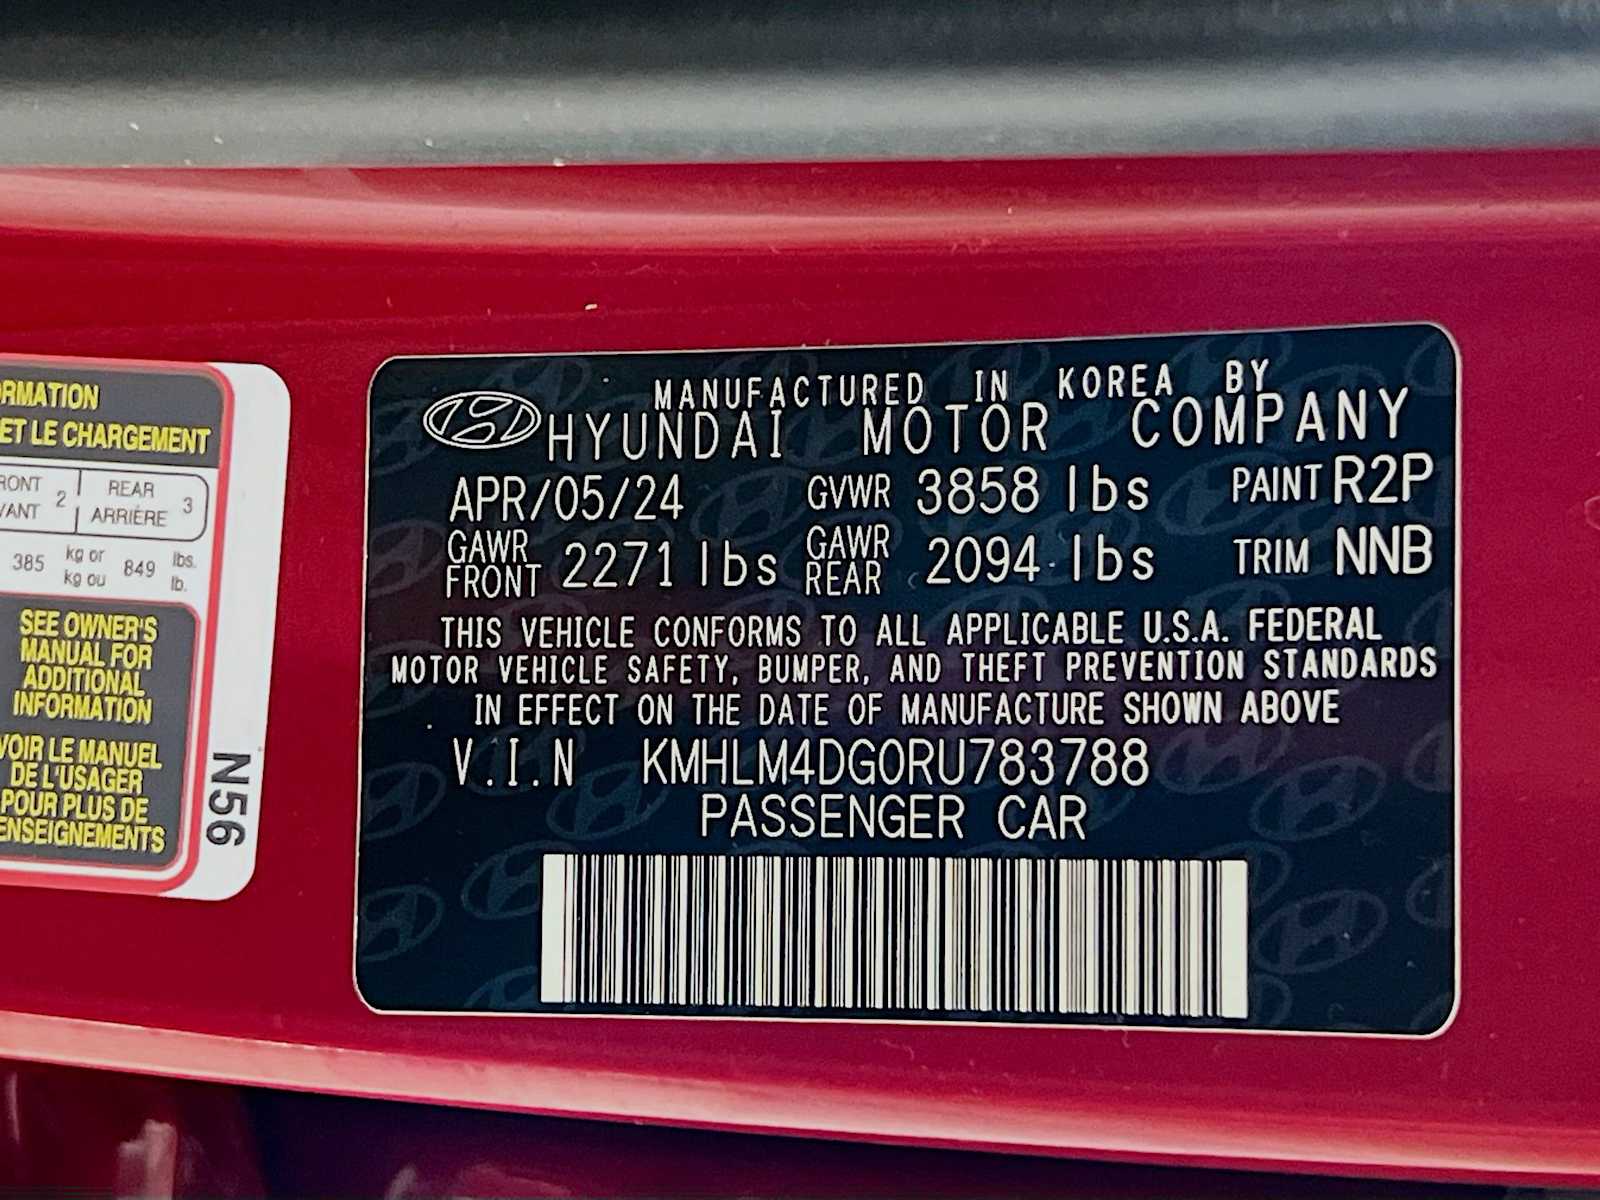 RMATION
ET LE CHARGEMENT
RONT
VANT 2
REAR
ARRIÈRE 3
385 kg or
kg ou 849 lbs.
lb.
SEE OWNER'S
MANUAL FOR
ADDITIONAL
INFORMATION
VOIR LE MANUEL
DE L'USAGER
POUR PLUS DE
ENSEIGNEMENTS
N56
MANUFACTURED IN KOREA BY
HYUNDAI MOTOR COMPANY
APR/05/24 GVWR 3858 lbs PAINT R2P
GAWR FRONT 2271 lbs GAWR REAR 2094 lbs TRIM NNB
THIS VEHICLE CONFORMS TO ALL APPLICABLE U.S.A. FEDERAL
MOTOR VEHICLE SAFETY, BUMPER, AND THEFT PREVENTION STANDARDS
IN EFFECT ON THE DATE OF MANUFACTURE SHOWN ABOVE
V.I.N KMHLM4DG0RU783788
PASSENGER CAR